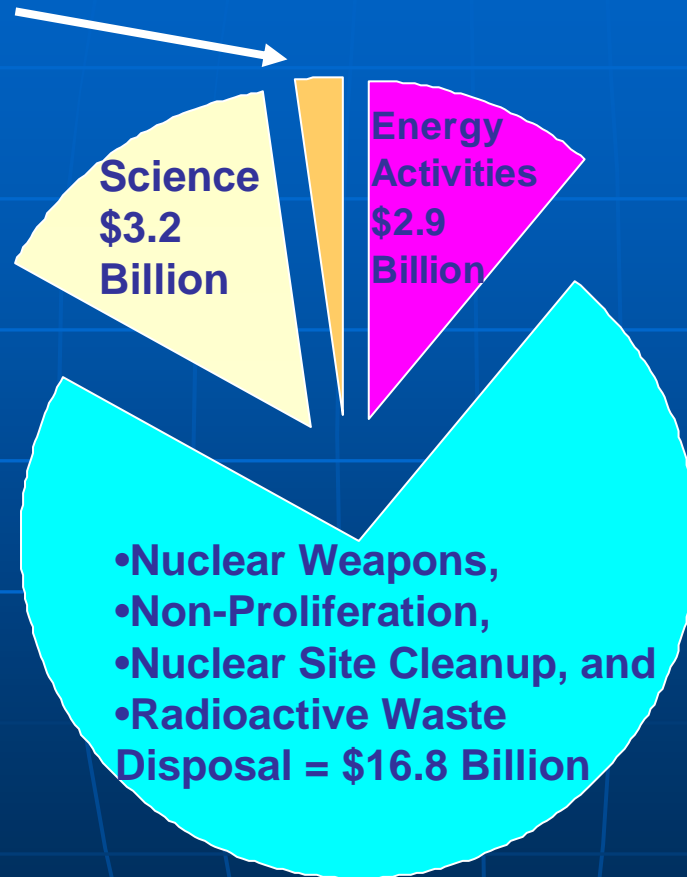 Science
$3.2
Billion
Energy
Activities
$2.9
Billion
•Nuclear Weapons,
•Non-Proliferation,
•Nuclear Site Cleanup, and
•Radioactive Waste
Disposal = $16.8 Billion